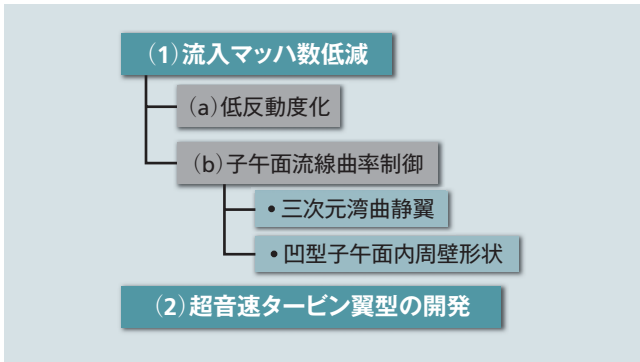 （1）流入マッハ数低減
（a）低反動度化
（b）子午面流線曲率制御
• 三次元湾曲静翼
• 凹型子午面内周壁形状
（2）超音速タービン翼型の開発